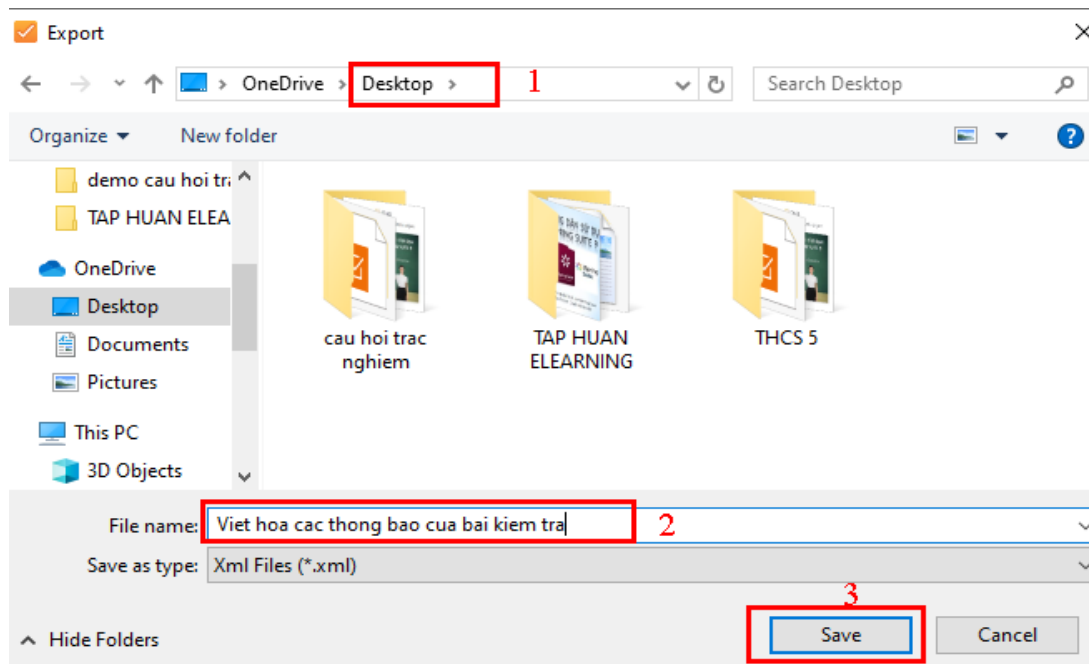 Export
OneDrive > Desktop > 1
Search Desktop
Organize
New folder
demo cau hoi tr
TAP HUAN ELEA
OneDrive
Desktop
Documents
Pictures
This PC
3D Objects
cau hoi trac
nghiem
TAP HUAN
ELEARNING
THCS 5
File name: Viet hoa cac thong bao cua bai kiem tra 2
Save as type: Xml Files (*.xml)
3
Hide Folders
Save
Cancel